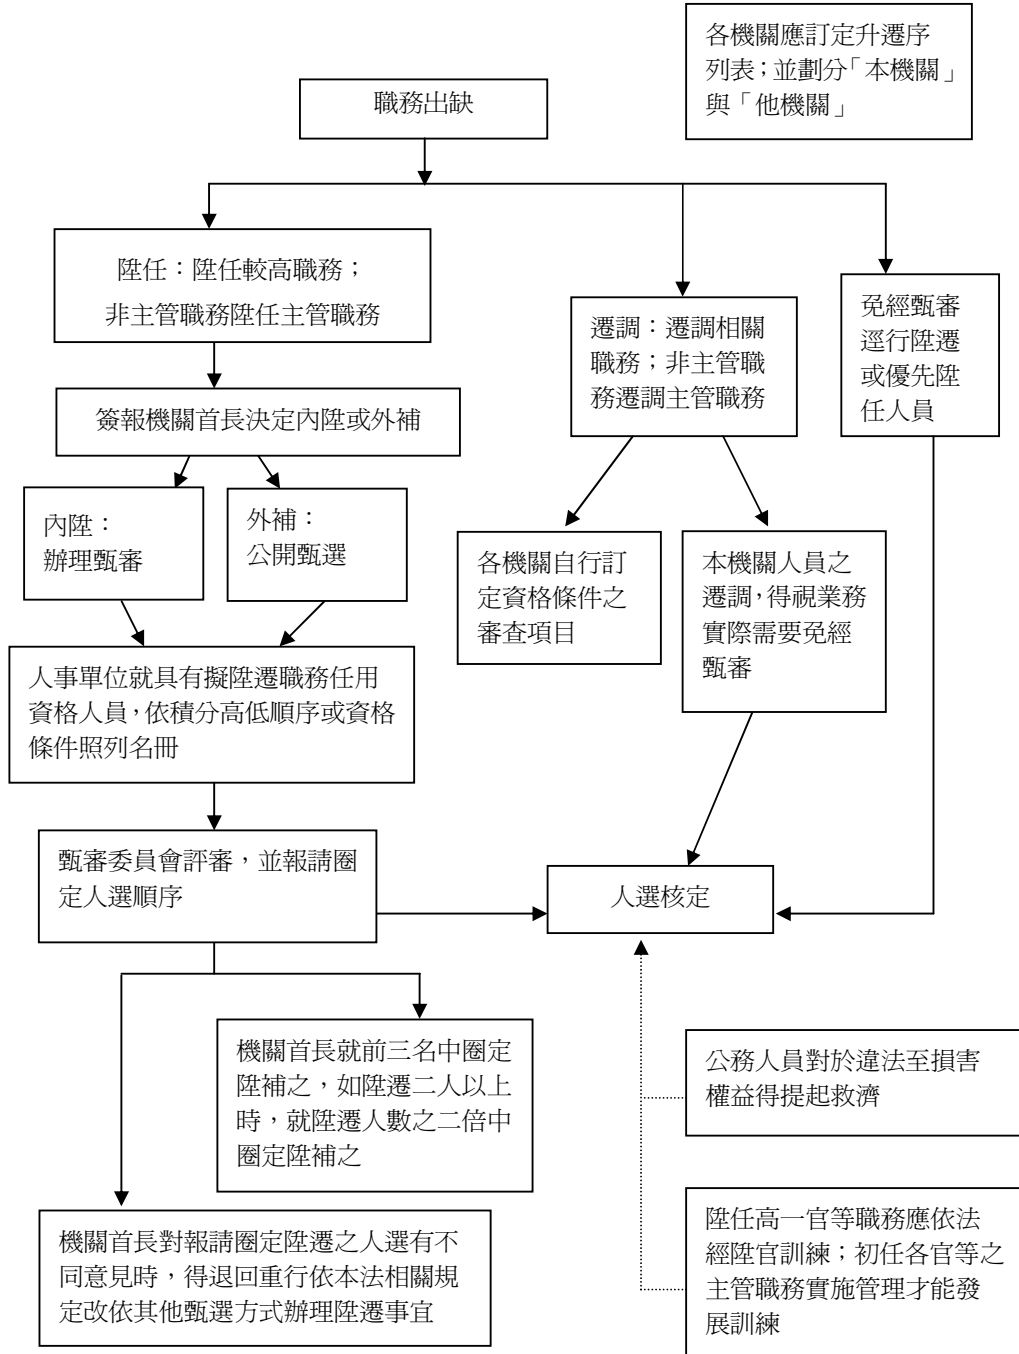 各機關應訂定升遷序
列表；並劃分「本機關」
與「他機關」
職務出缺
陞任：陞任較高職務；
非主管職務陞任主管職務
遷調：遷調相關
職務；非主管職
務遷調主管職務
免經甄審
逕行陞遷
或優先陞
任人員
簽報機關首長決定內陞或外補
內陞：
辦理甄審
外補：
公開甄選
各機關自行訂
定資格條件之
審查項目
本機關人員之
遷調，得視業務
實際需要免經
甄審
人事單位就具有擬陞遷職務任用
資格人員，依積分高低順序或資格
條件照列名冊
甄審委員會評審，並報請圈
定人選順序
人選核定
機關首長就前三名中圈定
陞補之，如陞遷二人以上
時，就陞遷人數之二倍中
圈定陞補之
公務人員對於違法至損害
權益得提起救濟
機關首長對報請圈定陞遷之人選有不
同意見時，得退回重行依本法相關規
定改依其他甄選方式辦理陞遷事宜
陞任高一官等職務應依法
經陞官訓練；初任各官等之
主管職務實施管理才能發
展訓練